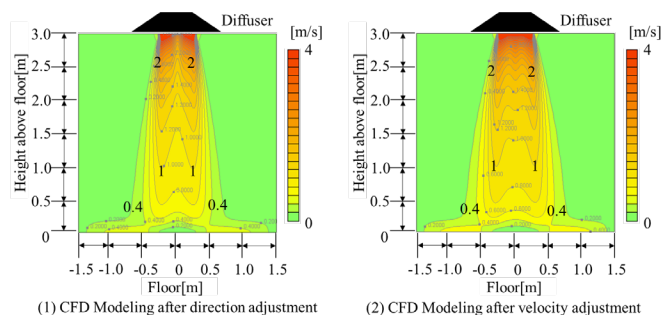 Diffuser
[m/s]
4
0
Height above floor[m]
3.0
2.5
2.0
1.5
1.0
0.5
0
2 2
1 1
0.4 0.4
-1.5 -1.0 -0.5 0 0.5 1.0 1.5
Floor[m]
(1) CFD Modeling after direction adjustment
Diffuser
[m/s]
4
0
Height above floor[m]
3.0
2.5
2.0
1.5
1.0
0.5
0
2 2
1 1
0.4 0.4
-1.5 -1.0 -0.5 0 0.5 1.0 1.5
Floor[m]
(2) CFD Modeling after velocity adjustment